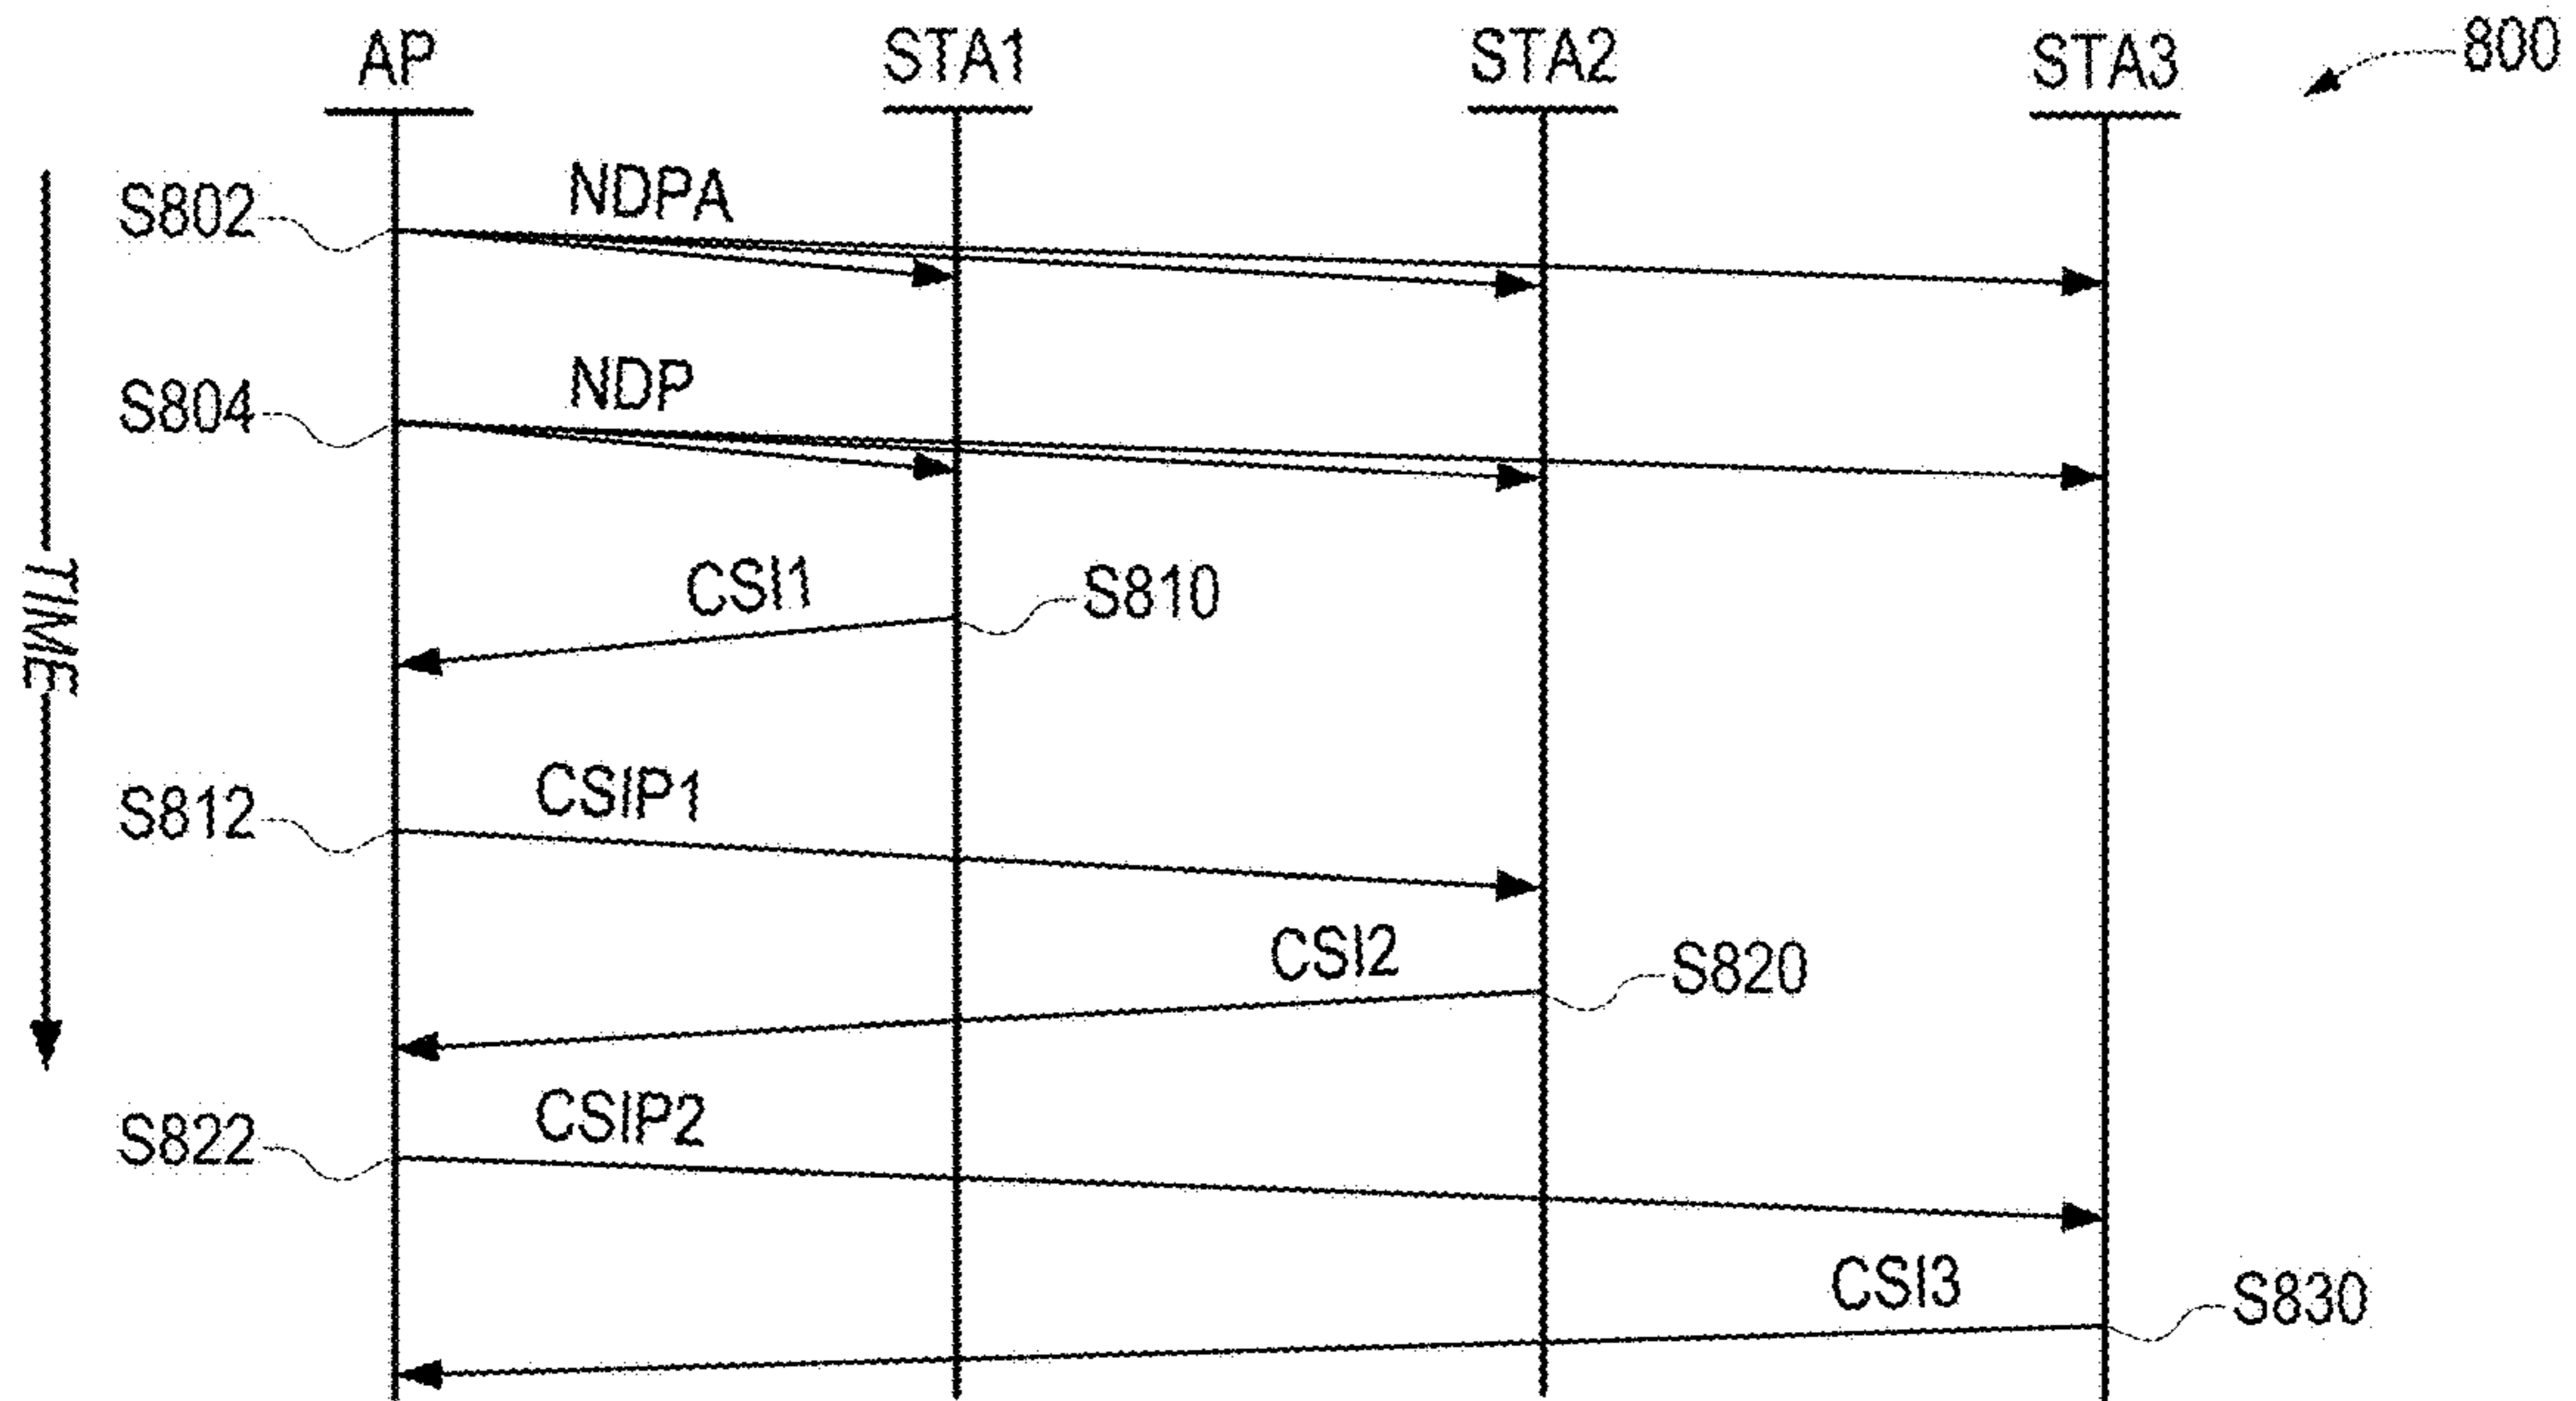 AP STA1 STA2 STA3 800
NDPA
S802
NDP
S804
TIME
CSI1 S810
CSIP1
S812
CSI2 S820
CSIP2
S822
CSI3 S830